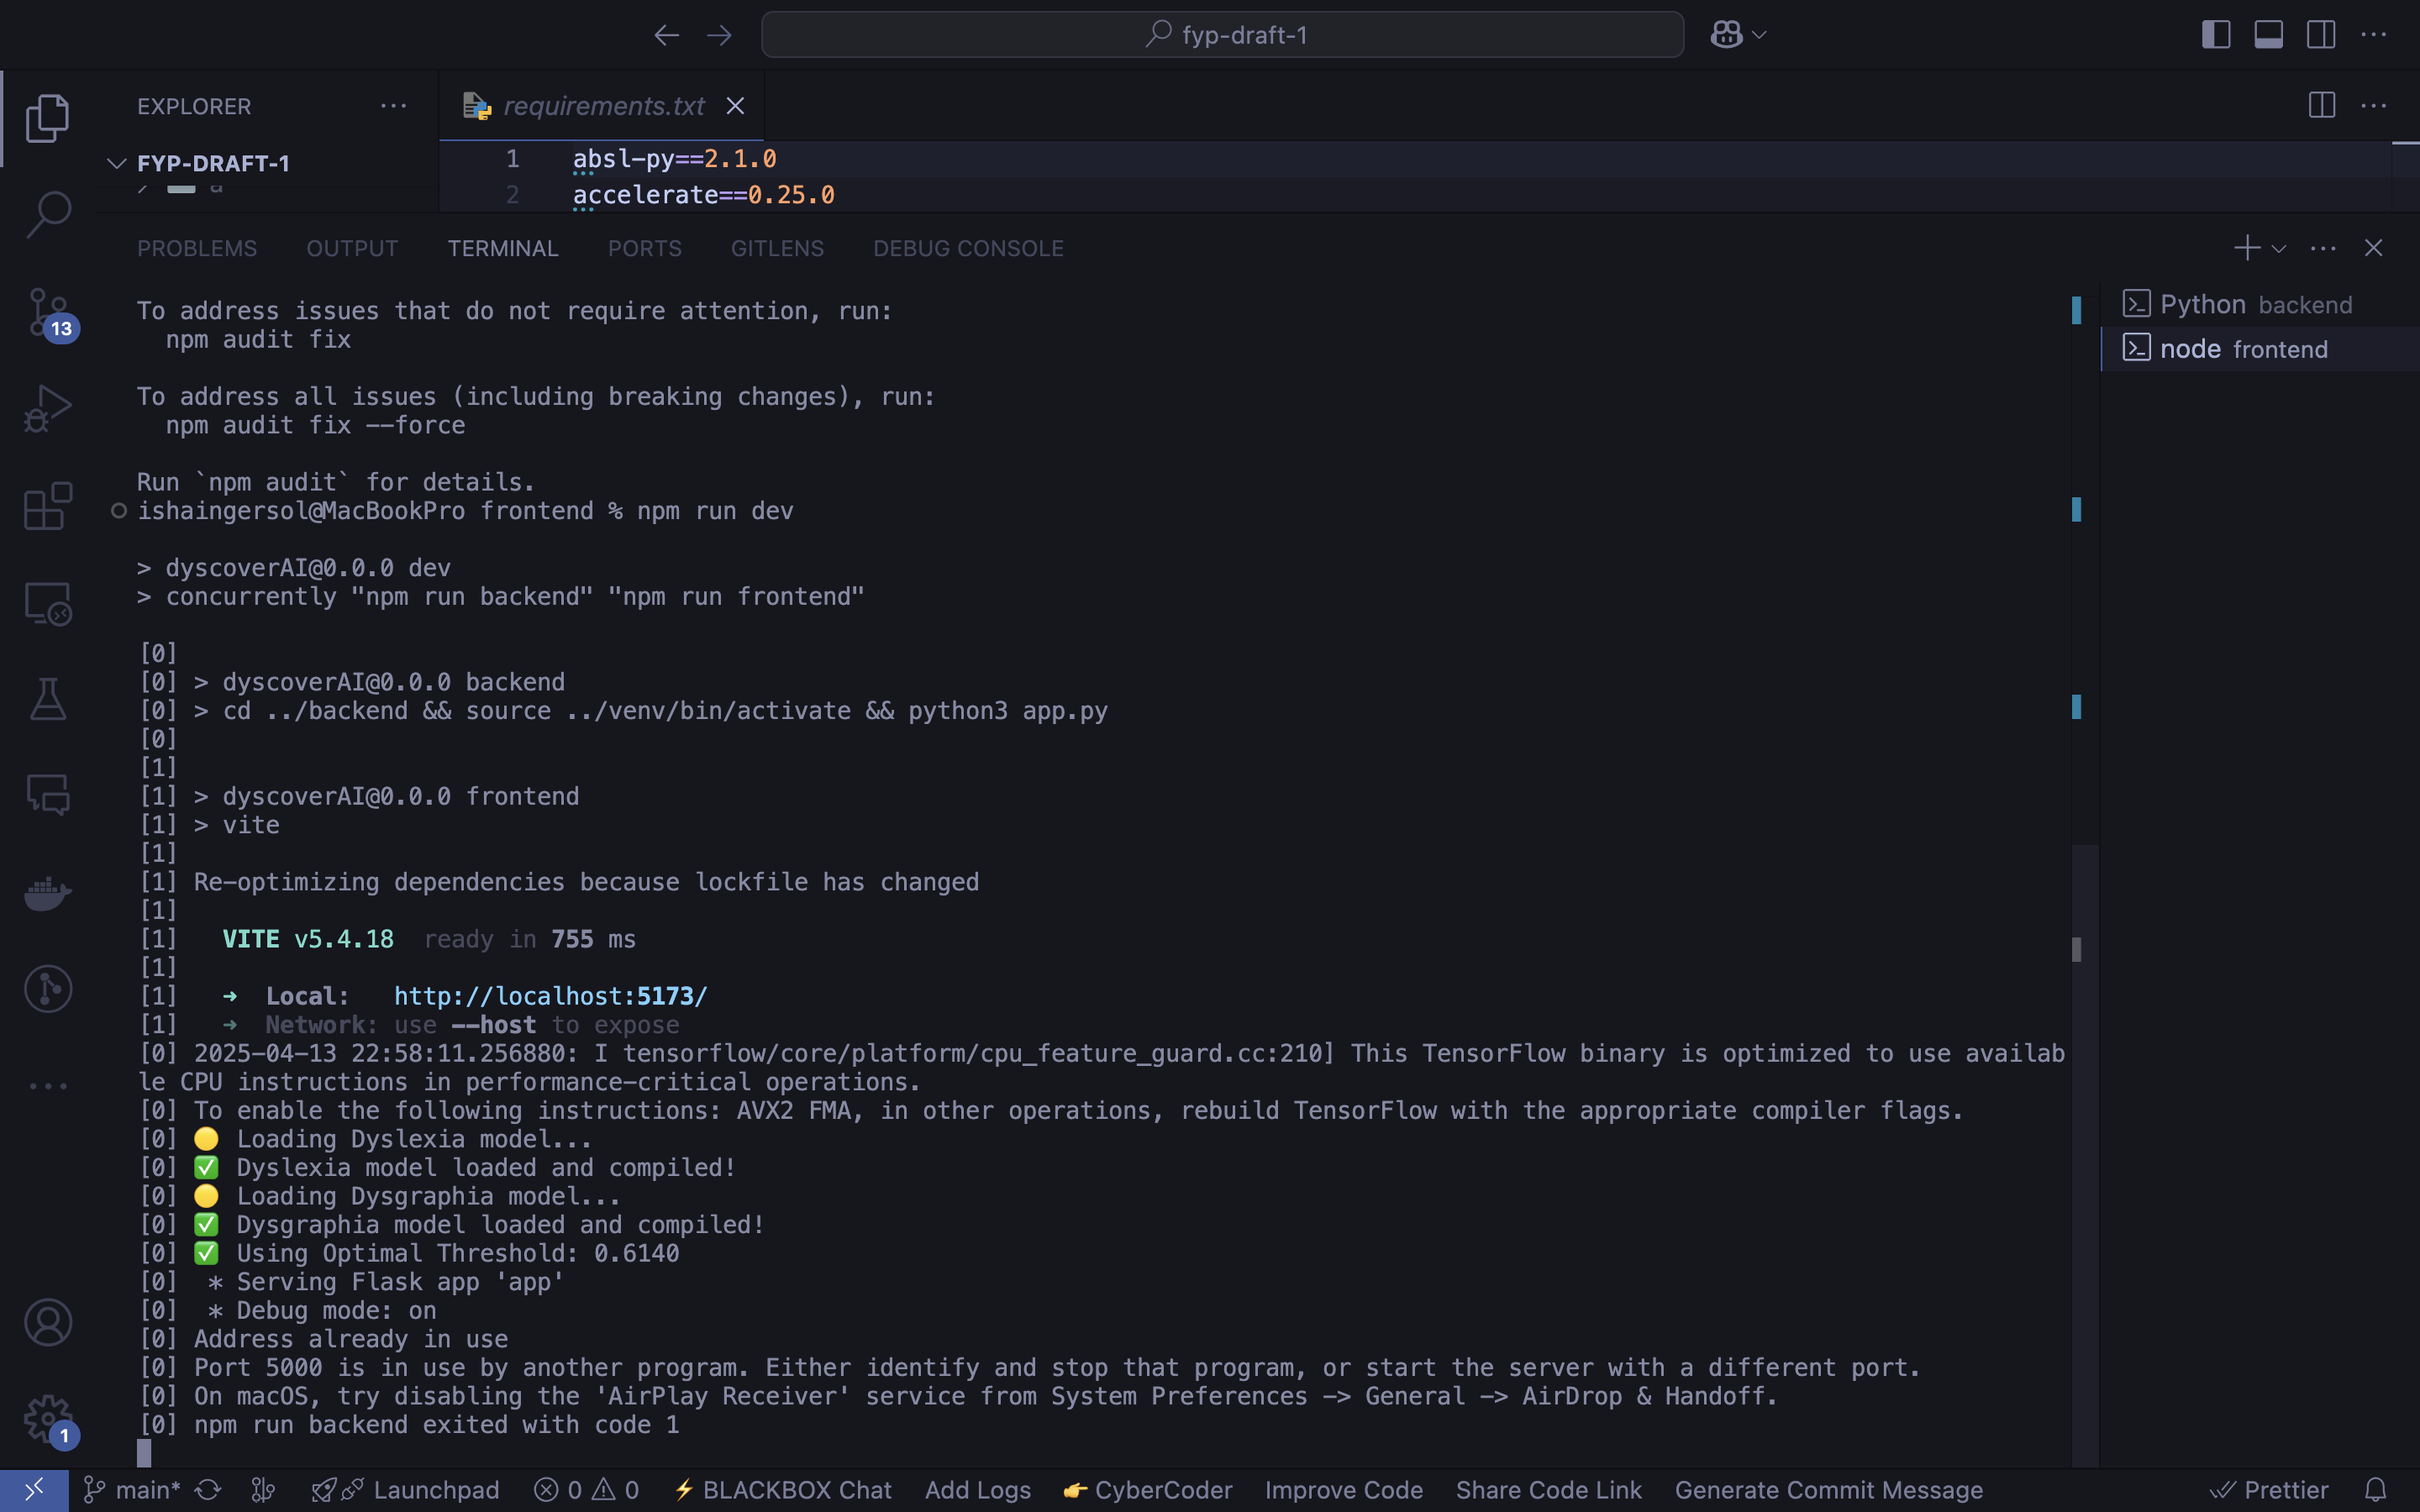 fyp-draft-1
EXPLORER
requirements.txt
FYP-DRAFT-1
a
1 absl-py==2.1.0
2 accelerate==0.25.0
PROBLEMS OUTPUT TERMINAL PORTS GITLENS DEBUG CONSOLE
Python backend
node frontend
To address issues that do not require attention, run:
npm audit fix
To address all issues (including breaking changes), run:
npm audit fix --force
Run `npm audit` for details.
ishaingersol@MacBookPro frontend % npm run dev
> dyscoverAI@0.0.0 dev
> concurrently "npm run backend" "npm run frontend"
[0]
[0] > dyscoverAI@0.0.0 backend
[0] > cd ../backend && source ../venv/bin/activate && python3 app.py
[0]
[1]
[1] > dyscoverAI@0.0.0 frontend
[1] > vite
[1]
[1] Re-optimizing dependencies because lockfile has changed
[1]
[1] VITE v5.4.18 ready in 755 ms
[1]
[1] ➜ Local: http://localhost:5173/
[1] ➜ Network: use --host to expose
[0] 2025-04-13 22:58:11.256880: I tensorflow/core/platform/cpu_feature_guard.cc:210] This TensorFlow binary is optimized to use availab
le CPU instructions in performance-critical operations.
[0] To enable the following instructions: AVX2 FMA, in other operations, rebuild TensorFlow with the appropriate compiler flags.
[0] 🟡 Loading Dyslexia model...
[0] ✅ Dyslexia model loaded and compiled!
[0] 🟡 Loading Dysgraphia model...
[0] ✅ Dysgraphia model loaded and compiled!
[0] ✅ Using Optimal Threshold: 0.6140
[0] * Serving Flask app 'app'
[0] * Debug mode: on
[0] Address already in use
[0] Port 5000 is in use by another program. Either identify and stop that program, or start the server with a different port.
[0] On macOS, try disabling the 'AirPlay Receiver' service from System Preferences -> General -> AirDrop & Handoff.
[0] npm run backend exited with code 1
13
1
main* Launchpad 0 0 ⚡ BLACKBOX Chat Add Logs 👉 CyberCoder Improve Code Share Code Link Generate Commit Message Prettier